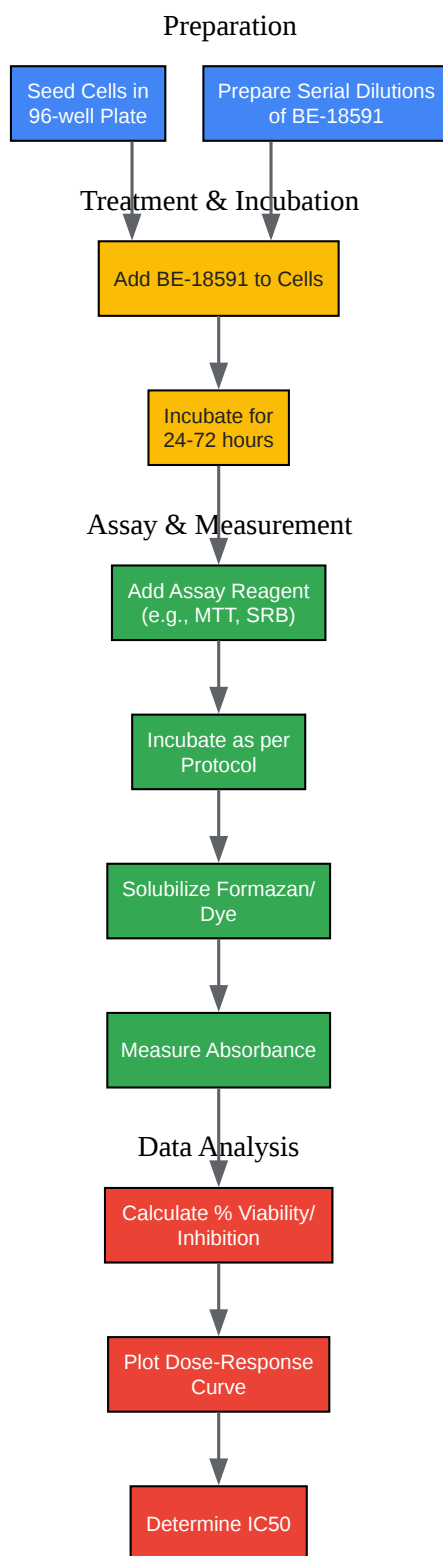 Preparation
Seed Cells in
96-well Plate
Prepare Serial Dilutions
of BE-18591
Treatment & Incubation
Add BE-18591 to Cells
Incubate for
24-72 hours
Assay & Measurement
Add Assay Reagent
(e.g., MTT, SRB)
Incubate as per
Protocol
Solubilize Formazan/
Dye
Measure Absorbance
Data Analysis
Calculate % Viability/
Inhibition
Plot Dose-Response
Curve
Determine IC50